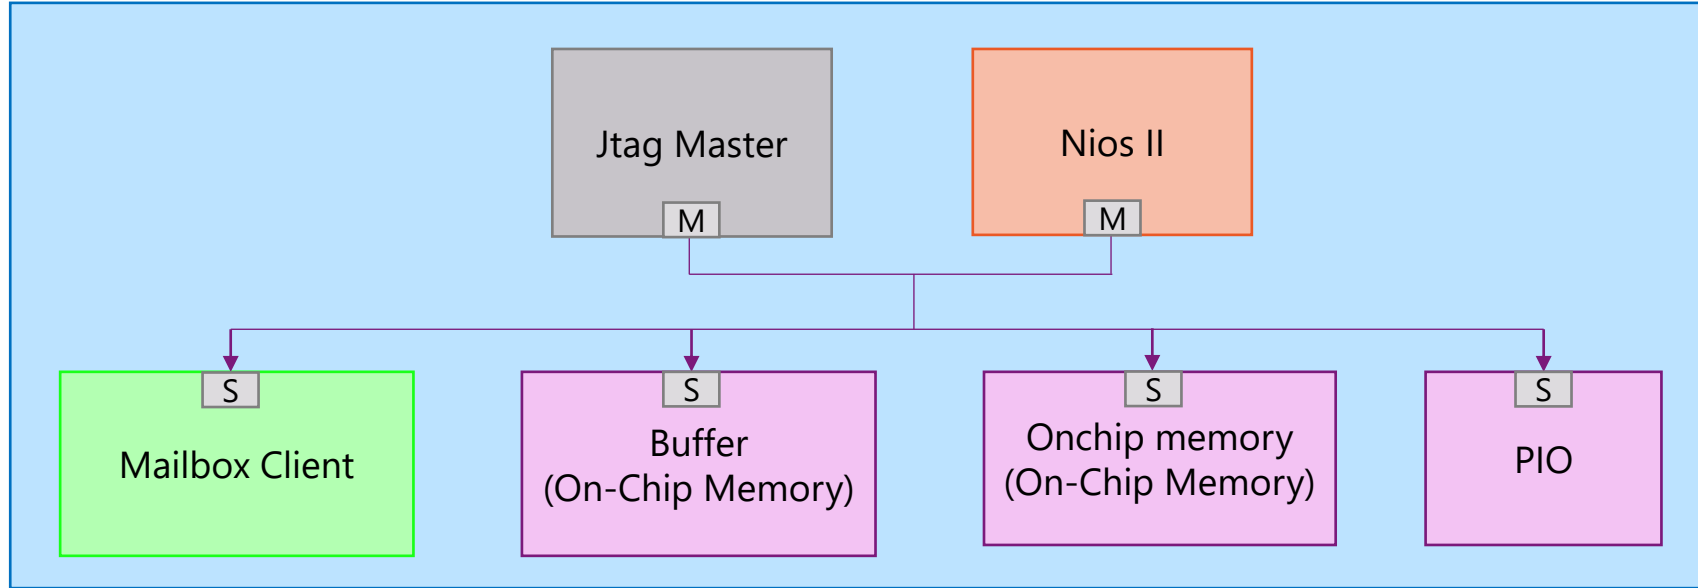 Jtag Master
Nios II
M
M
S
S
S
S
Mailbox Client
Buffer
(On-Chip Memory)
Onchip memory
(On-Chip Memory)
PIO